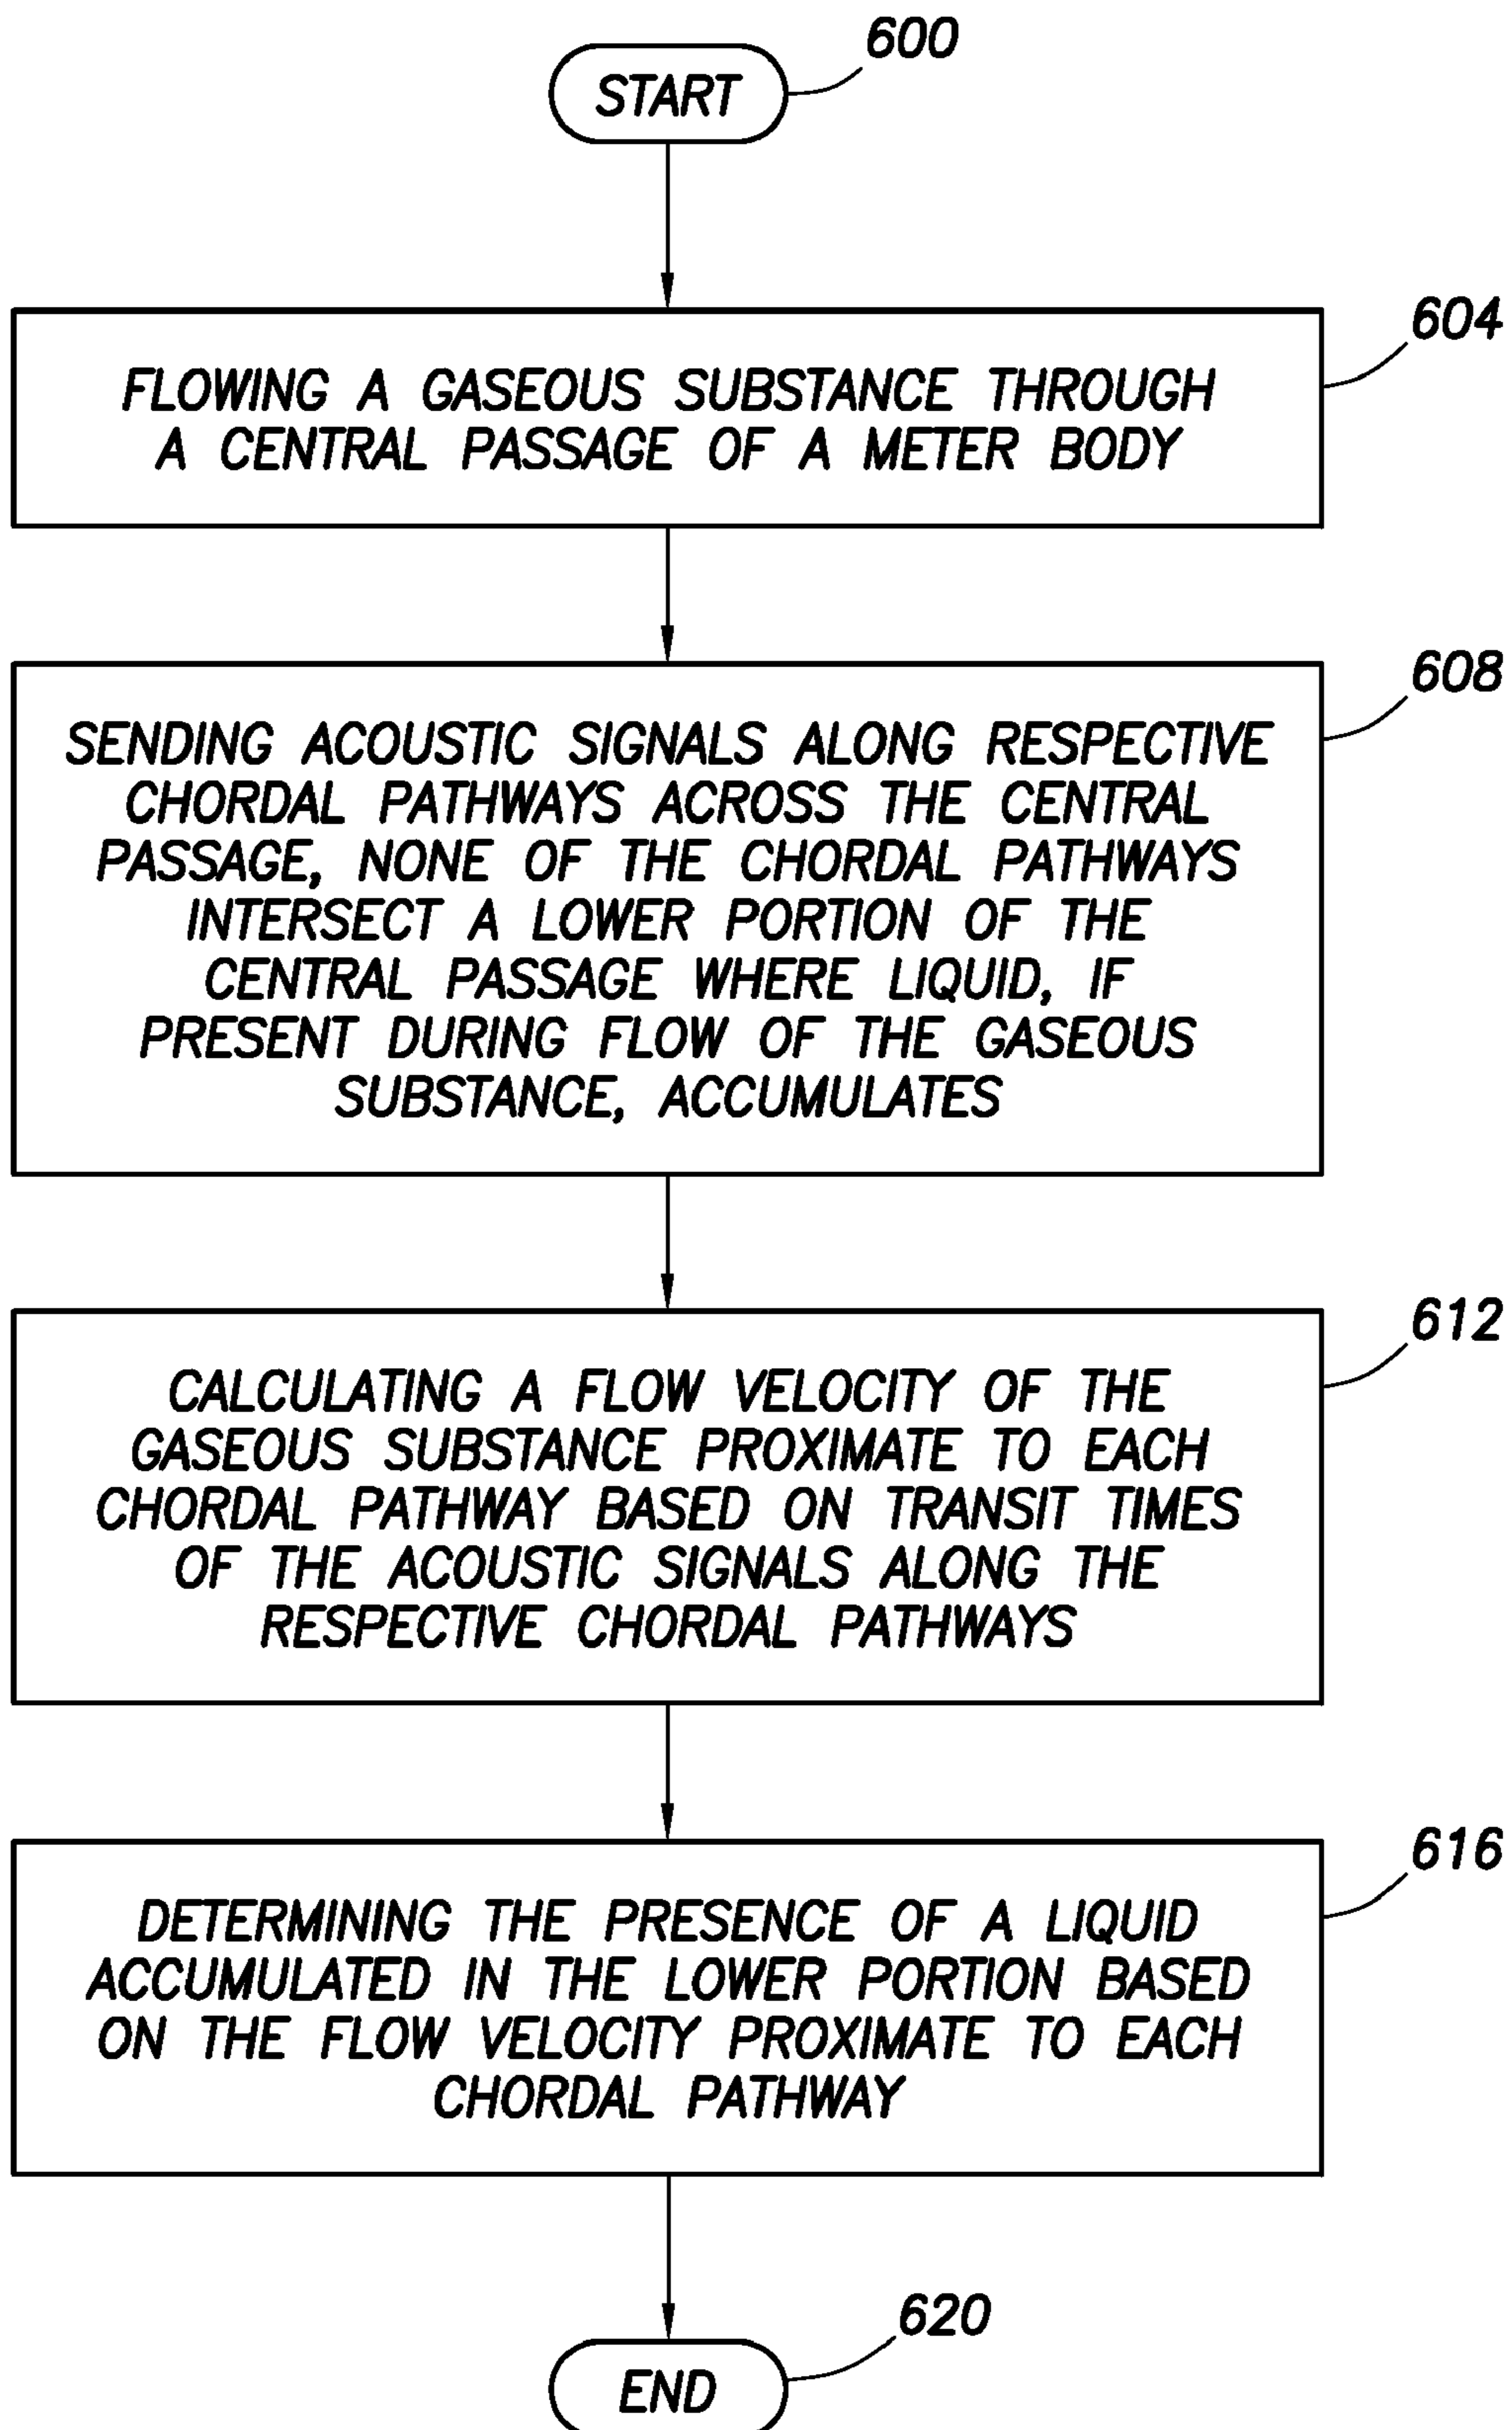 600
START
604
FLOWING A GASEOUS SUBSTANCE THROUGH
A CENTRAL PASSAGE OF A METER BODY
608
SENDING ACOUSTIC SIGNALS ALONG RESPECTIVE
CHORDAL PATHWAYS ACROSS THE CENTRAL
PASSAGE, NONE OF THE CHORDAL PATHWAYS
INTERSECT A LOWER PORTION OF THE
CENTRAL PASSAGE WHERE LIQUID, IF
PRESENT DURING FLOW OF THE GASEOUS
SUBSTANCE, ACCUMULATES
612
CALCULATING A FLOW VELOCITY OF THE
GASEOUS SUBSTANCE PROXIMATE TO EACH
CHORDAL PATHWAY BASED ON TRANSIT TIMES
OF THE ACOUSTIC SIGNALS ALONG THE
RESPECTIVE CHORDAL PATHWAYS
616
DETERMINING THE PRESENCE OF A LIQUID
ACCUMULATED IN THE LOWER PORTION BASED
ON THE FLOW VELOCITY PROXIMATE TO EACH
CHORDAL PATHWAY
620
END